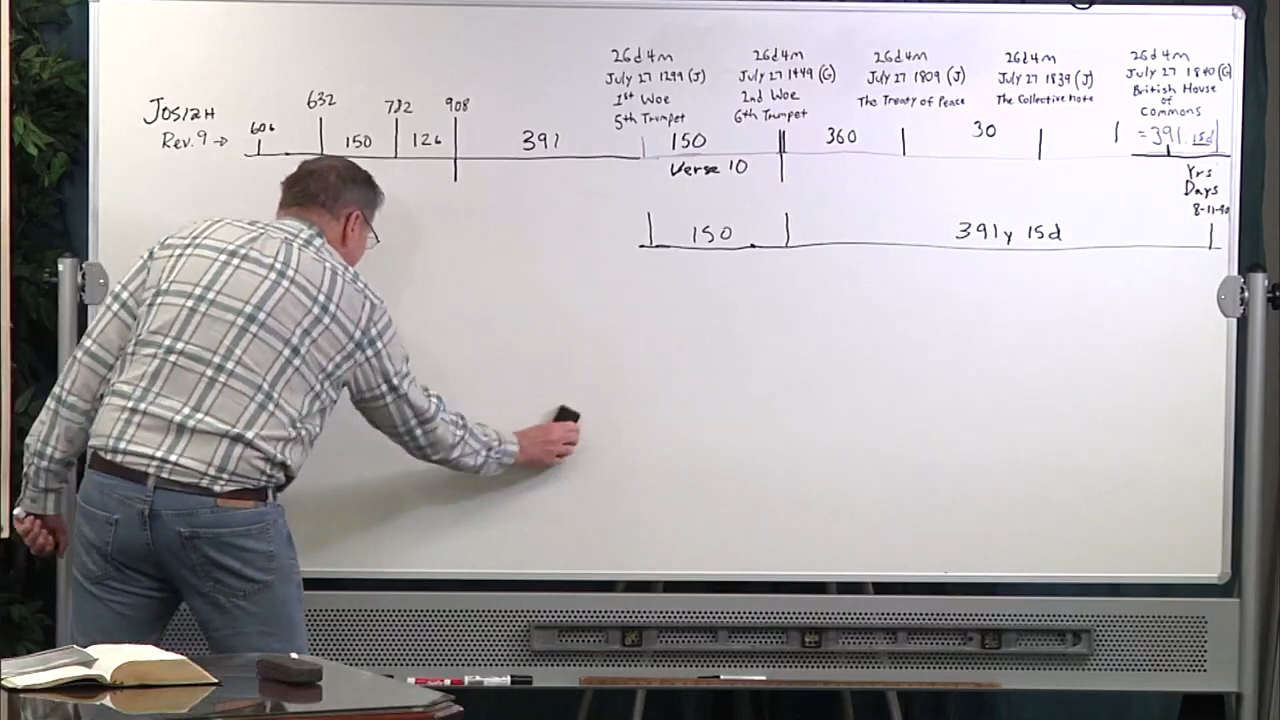 JOSIAH
Rev. 9 →
606
632
150
782
126
908
391
26d 4m
July 27 1299 (J)
1st Woe
5th Trumpet
150
Verse 10
26d 4m
July 27 1449 (G)
2nd Woe
6th Trumpet
360
26d 4m
July 27 1809 (J)
The Treaty of Peace
30
26d 4m
July 27 1839 (J)
The Collective note
26d 4m
July 27 1840 (G)
British House
of
Commons
= 391. 15d
Yrs
Days
8-11-40
150
391y 15d